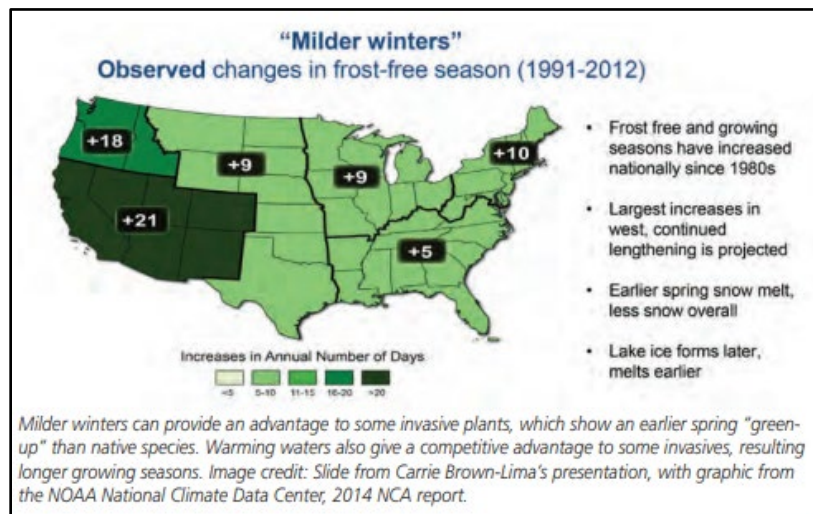 “Milder winters”
Observed changes in frost-free season (1991-2012)
+18
+9
+9
+10
+21
+5
Increases in Annual Number of Days
<5
5-10
11-15
16-20
>20
• Frost free and growing
seasons have increased
nationally since 1980s
• Largest increases in
west, continued
lengthening is projected
• Earlier spring snow melt,
less snow overall
• Lake ice forms later,
melts earlier
Milder winters can provide an advantage to some invasive plants, which show an earlier spring “green-
up” than native species. Warming waters also give a competitive advantage to some invasives, resulting
longer growing seasons. Image credit: Slide from Carrie Brown-Lima’s presentation, with graphic from
the NOAA National Climate Data Center, 2014 NCA report.